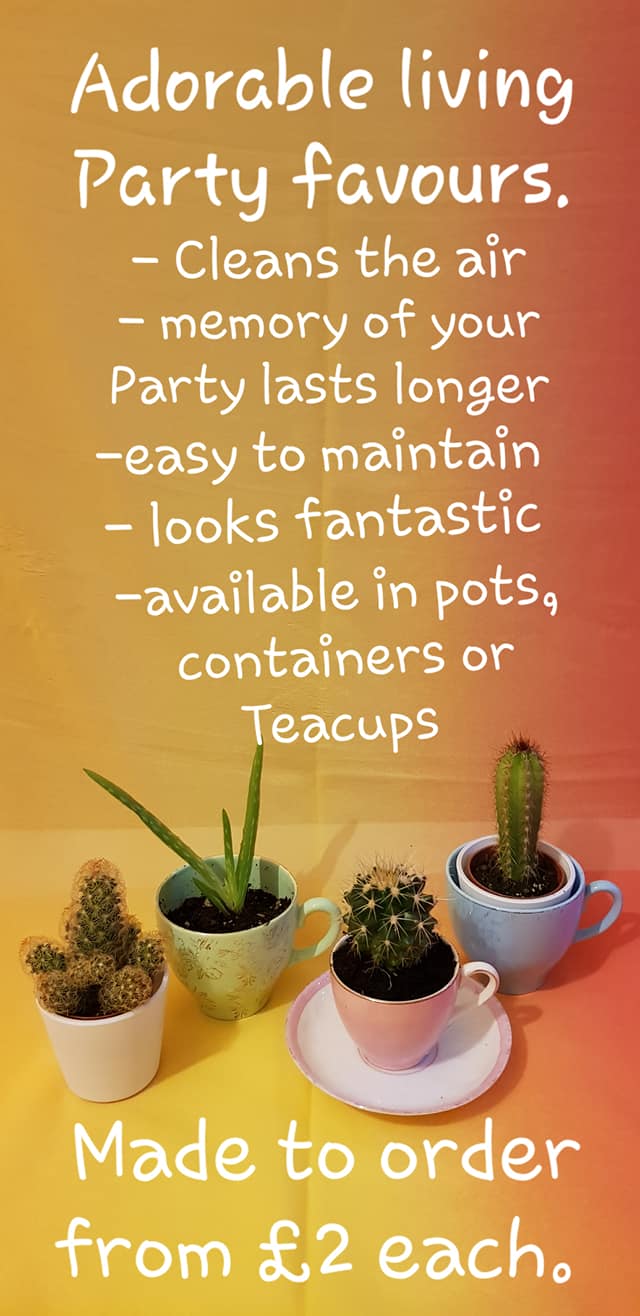 Adorable living
Party favours.
- Cleans the air
- memory of your
Party lasts longer
-easy to maintain
- looks fantastic
-available in pots,
containers or
Teacups
Made to order
from £2 each.